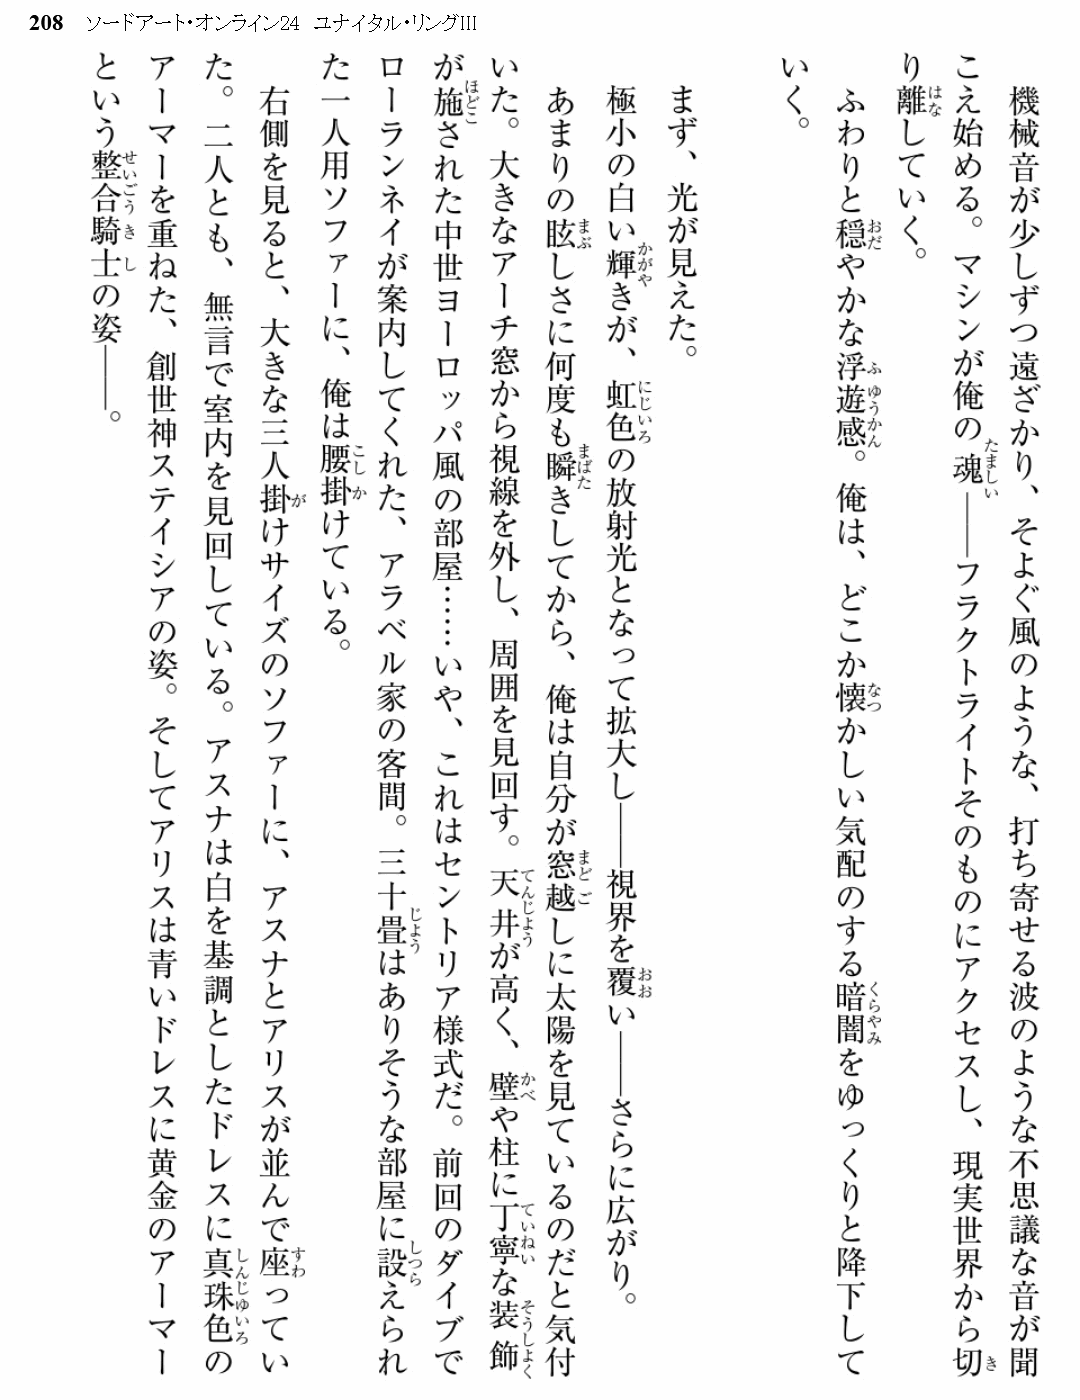 208 ソードアート・オンライン24 ユナイタル・リングIII
機械音が少しずつ遠ざかり、そよぐ風のような、打ち寄せる波のような不思議な音が聞
こえ始める。マシンが俺の魂――フラクトライトそのものにアクセスし、現実世界から切
り離していく。
ふわりと穏やかな浮遊感。俺は、どこか懐かしい気配のする暗闇をゆっくりと降下して
いく。
まず、光が見えた。
極小の白い輝きが、虹色の放射光となって拡大し――視界を覆い――さらに広がり。
あまりの眩しさに何度も瞬きしてから、俺は自分が窓越しに太陽を見ているのだと気付
いた。大きなアーチ窓から視線を外し、周囲を見回す。天井が高く、壁や柱に丁寧な装飾
が施された中世ヨーロッパ風の部屋……いや、これはセントリア様式だ。前回のダイブで
ローランネイが案内してくれた、アラベル家の客間。三十畳はありそうな部屋に設えられ
た一人用ソファーに、俺は腰掛けている。
右側を見ると、大きな三人掛けサイズのソファーに、アスナとアリスが並んで座ってい
た。二人とも、無言で室内を見回している。アスナは白を基調としたドレスに真珠色の
アーマーを重ねた、創世神ステイシアの姿。そしてアリスは青いドレスに黄金のアーマー
という整合騎士の姿――。